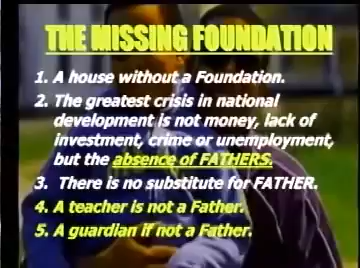 THE MISSING FOUNDATION
1. A house without a Foundation.
2. The greatest crisis in national
development is not money, lack of
investment, crime or unemployment,
but the absence of FATHERS.
3. There is no substitute for FATHER.
4. A teacher is not a Father.
5. A guardian if not a Father.